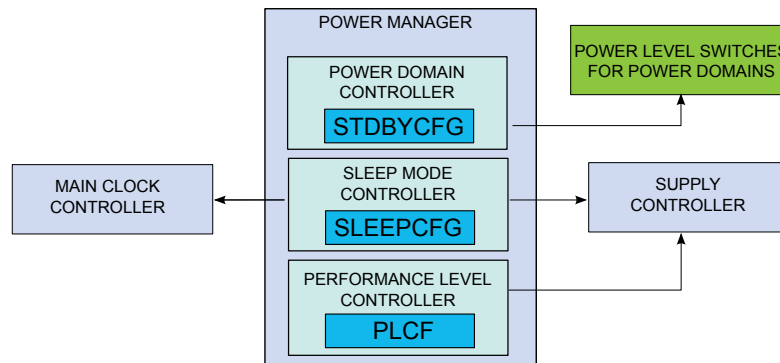 POWER MANAGER
POWER DOMAIN
CONTROLLER
STDBYCFG
POWER LEVEL SWITCHES
FOR POWER DOMAINS
MAIN CLOCK
CONTROLLER
SLEEP MODE
CONTROLLER
SLEEPCFG
SUPPLY
CONTROLLER
PERFORMANCE LEVEL
CONTROLLER
PLCF